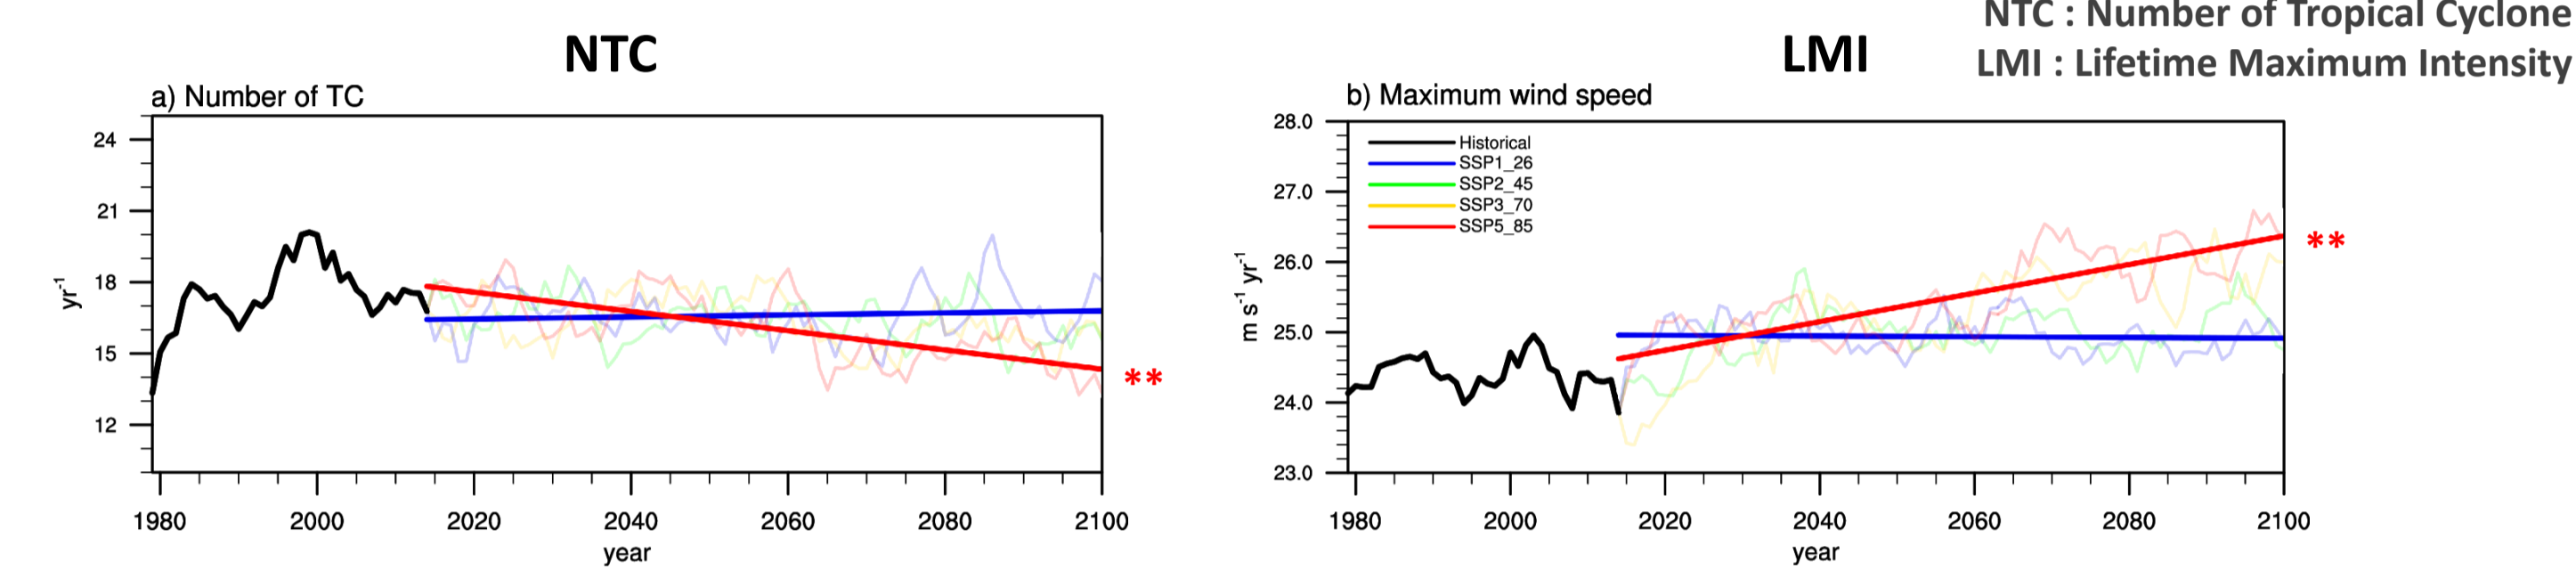 NTC : Number of Tropical Cyclone
LMI : Lifetime Maximum Intensity
NTC
a) Number of TC
24
21
18
15
12
yr-1
1980 2000 2020 2040 2060 2080 2100
year
**
LMI
b) Maximum wind speed
28.0
27.0
26.0
25.0
24.0
23.0
m s-1 yr-1
Historical
SSP1_26
SSP2_45
SSP3_70
SSP5_85
1980 2000 2020 2040 2060 2080 2100
year
**